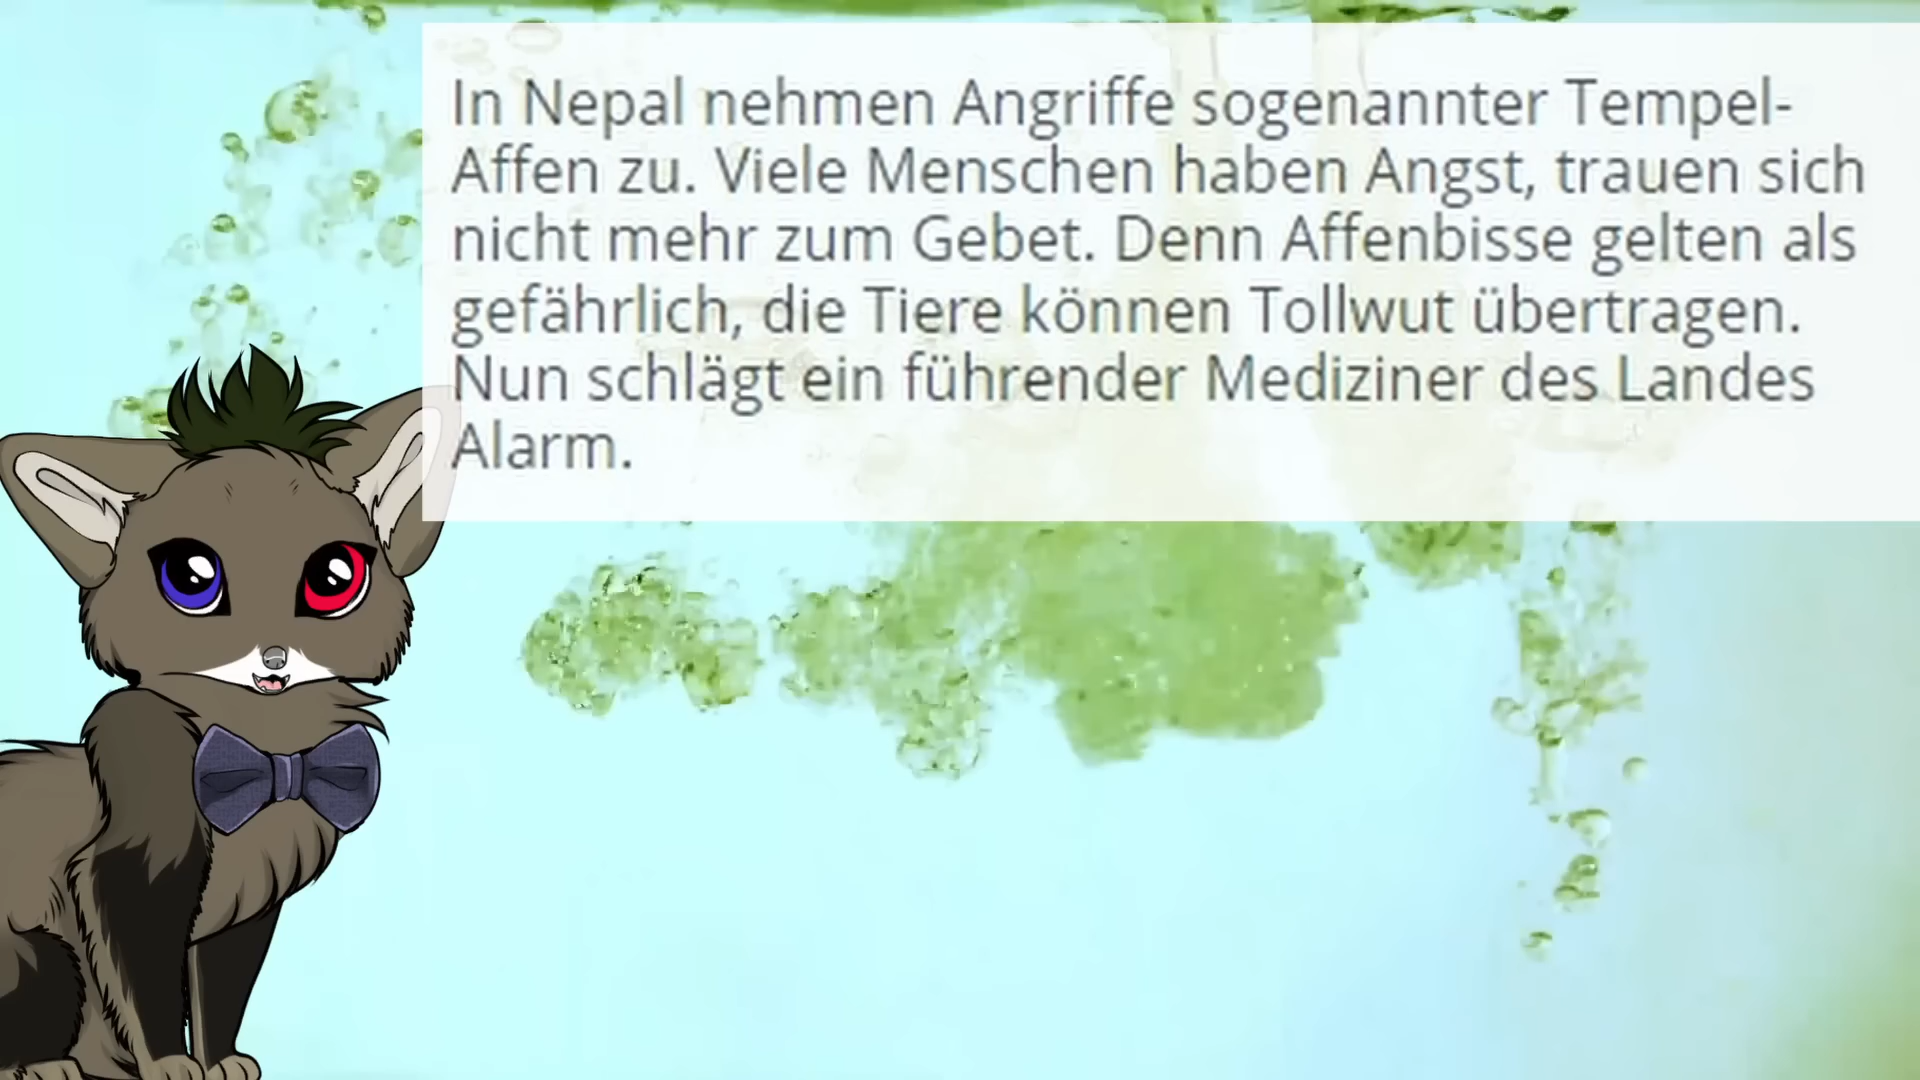 In Nepal nehmen Angriffe sogenannter Tempel-
Affen zu. Viele Menschen haben Angst, trauen sich
nicht mehr zum Gebet. Denn Affenbisse gelten als
gefährlich, die Tiere können Tollwut übertragen.
Nun schlägt ein führender Mediziner des Landes
Alarm.